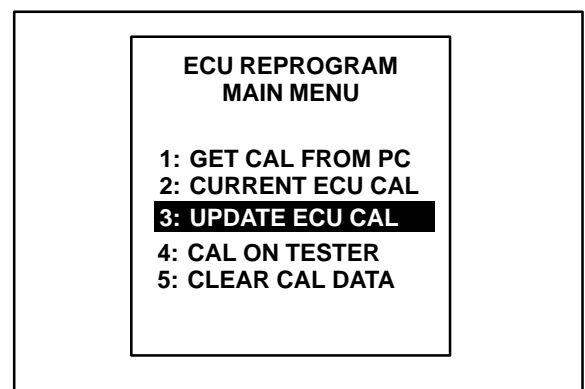 ECU REPROGRAM
MAIN MENU
1: GET CAL FROM PC
2: CURRENT ECU CAL
3: UPDATE ECU CAL
4: CAL ON TESTER
5: CLEAR CAL DATA